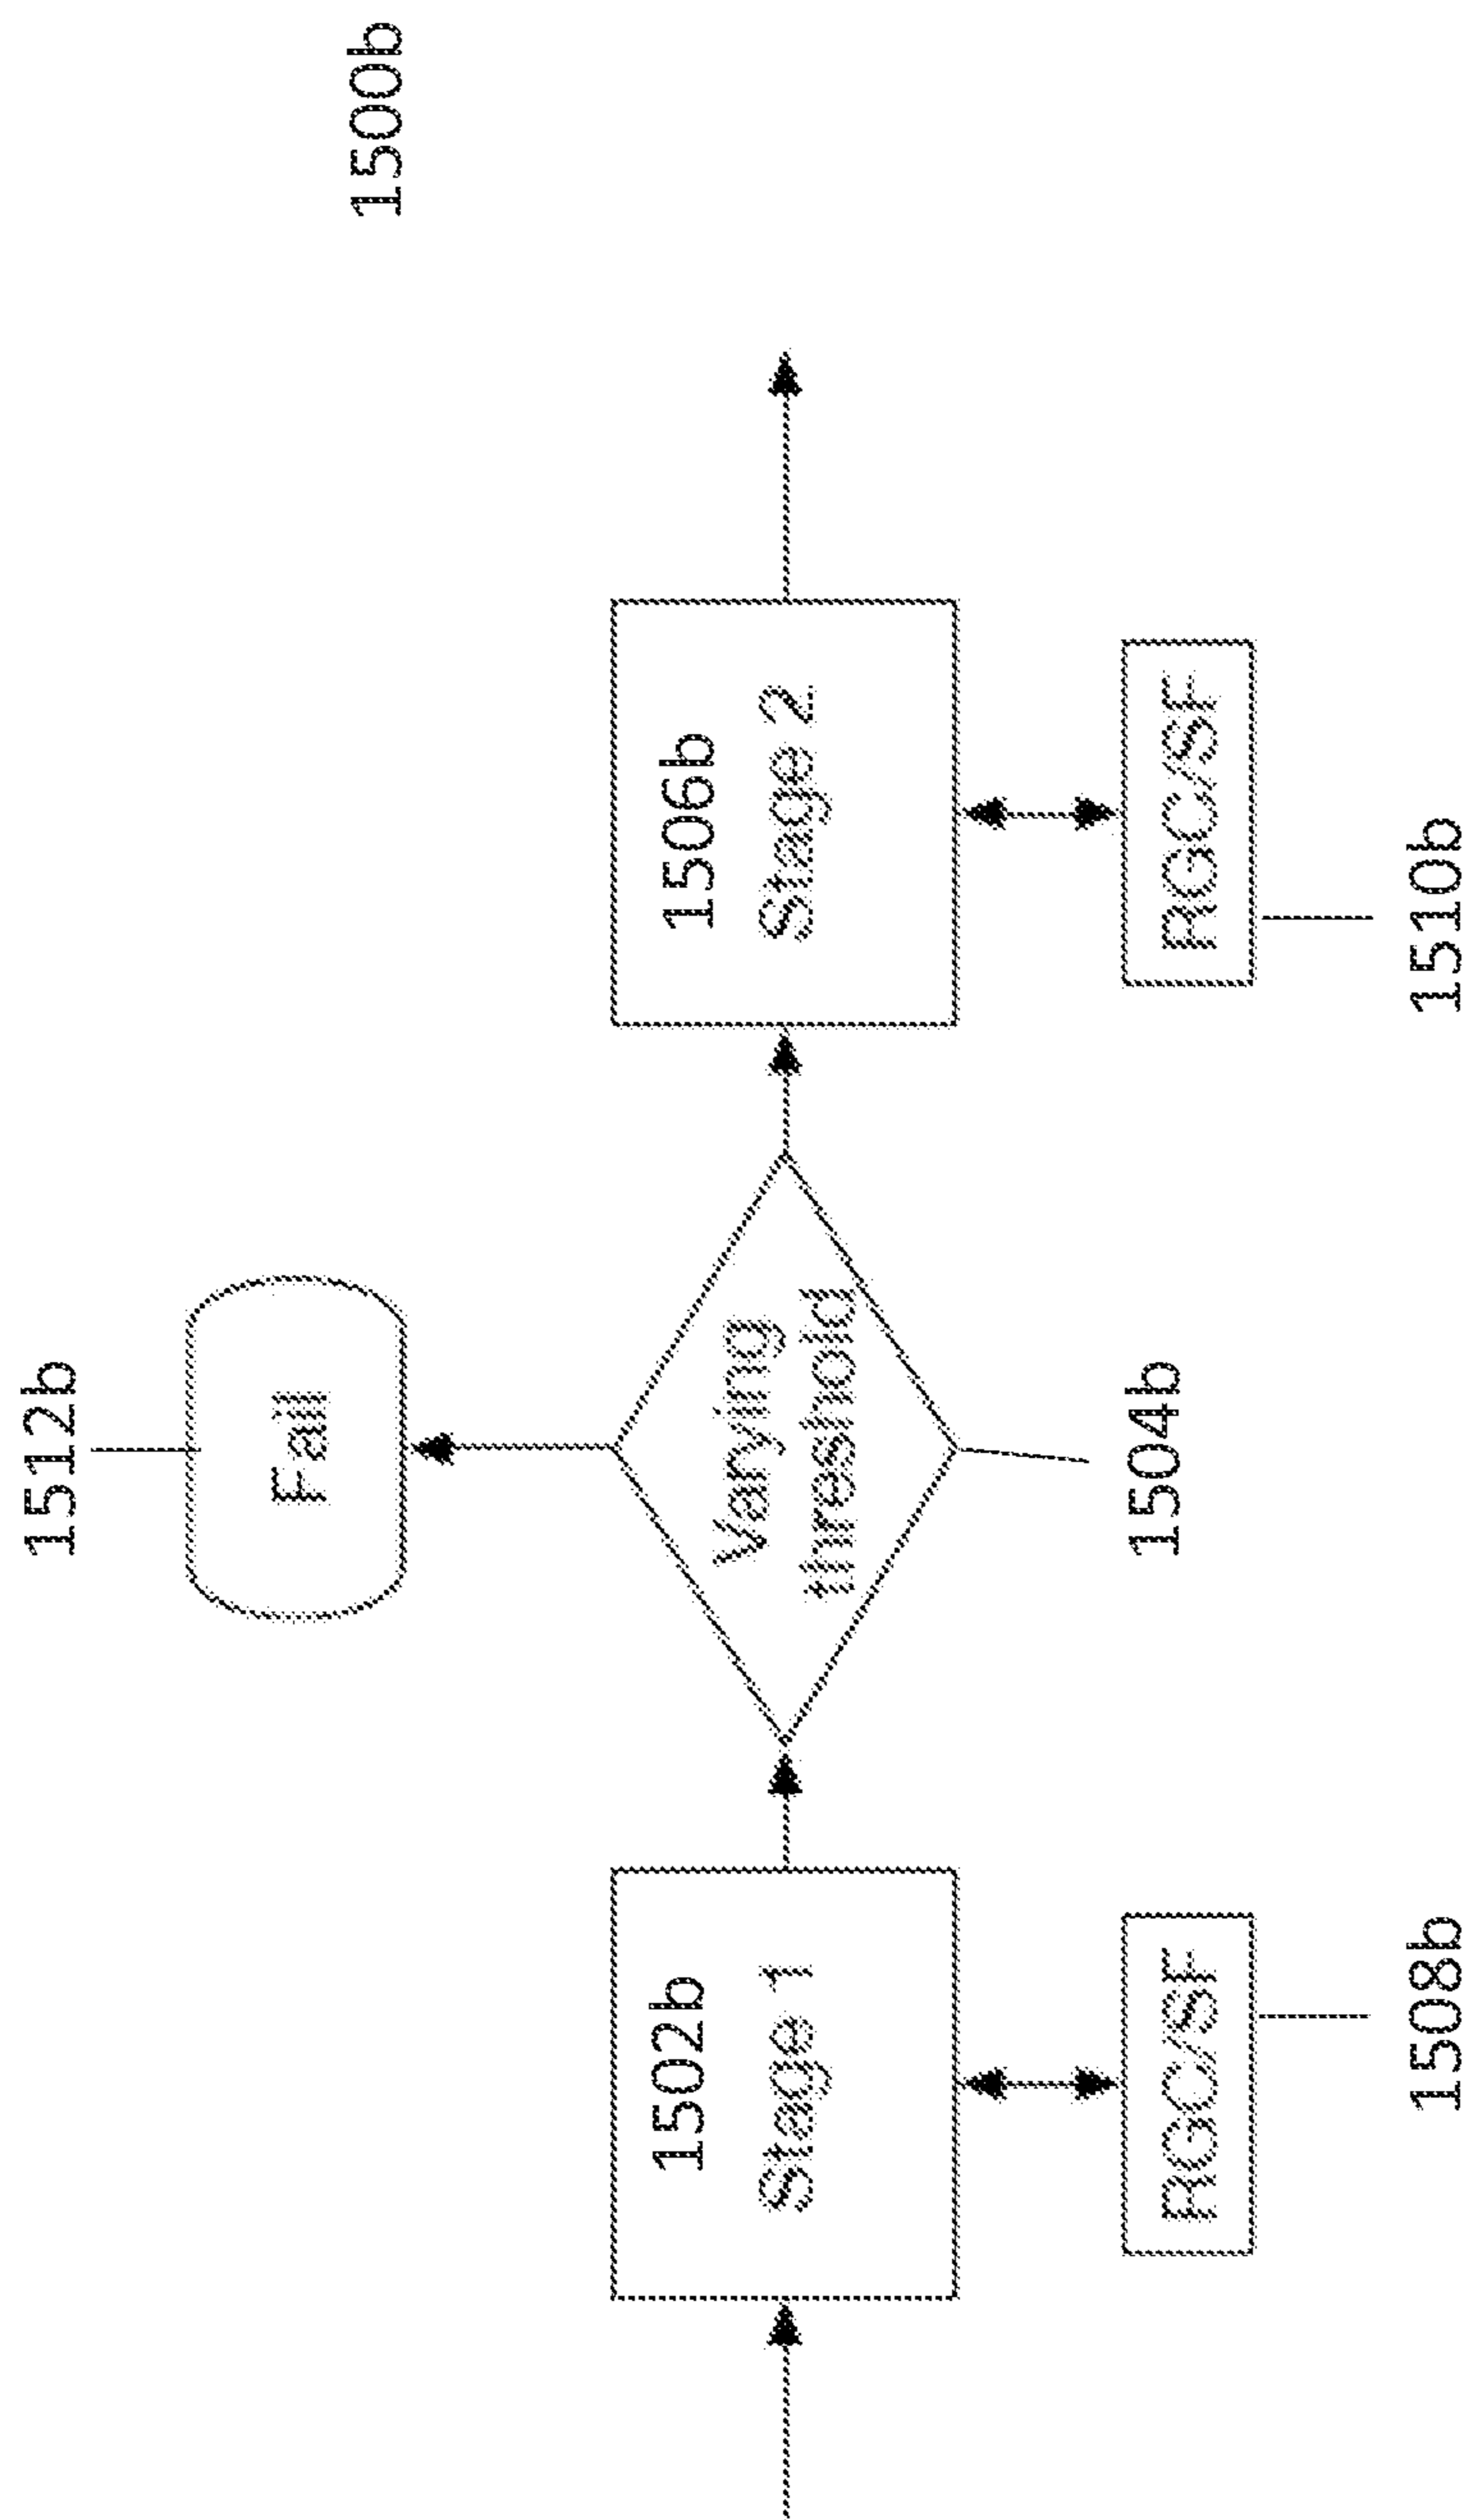 1500b
1512b
Fail
1502b
Stage 1
Varying
threshold
1506b
Stage 2
RGC/SF
RGC/SF
1504b
1508b
1510b